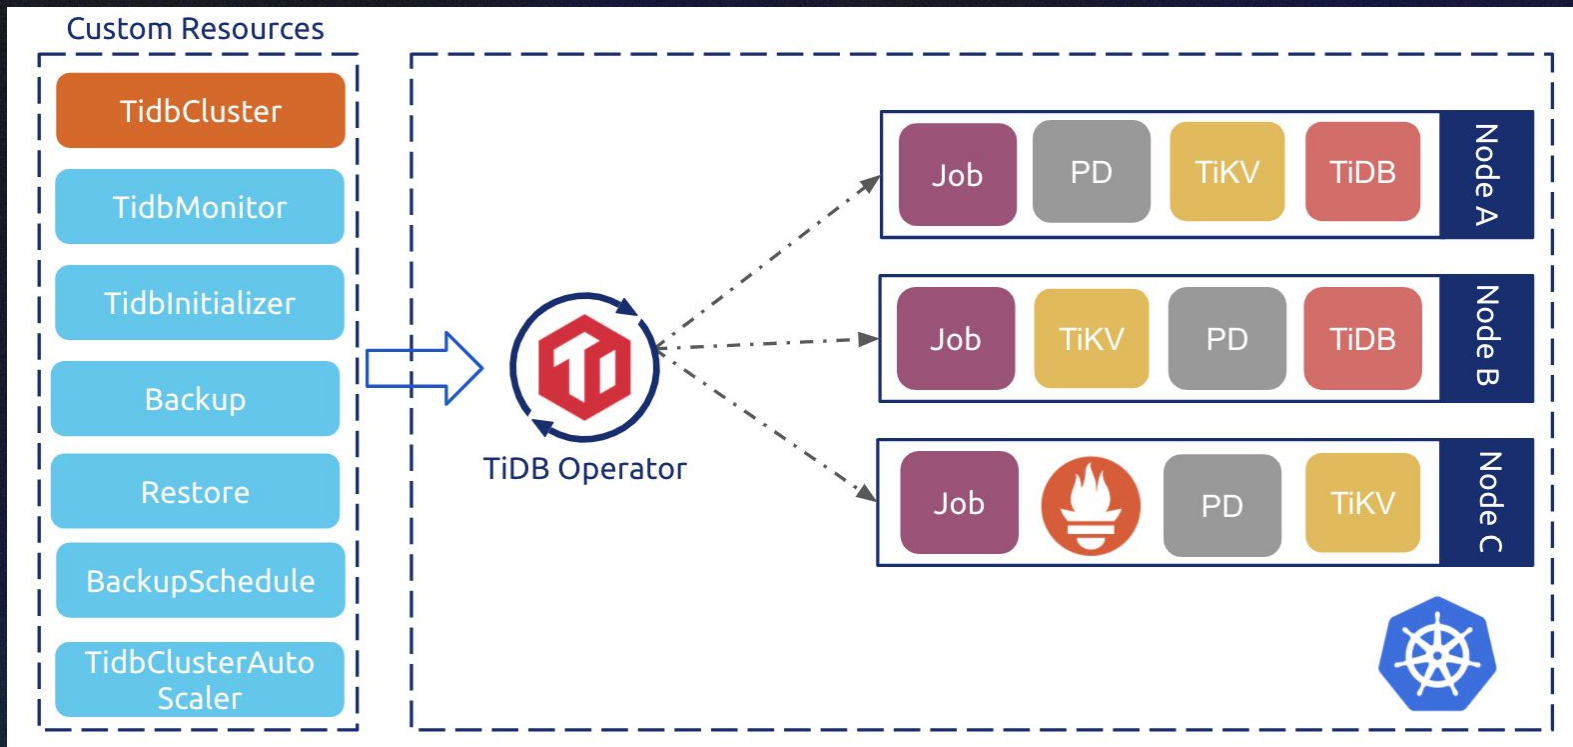 Custom Resources
TidbCluster
TidbMonitor
TidbInitializer
Backup
Restore
BackupSchedule
TidbClusterAuto
Scaler
TiDB Operator
Job
PD
TiKV
TiDB
Node A
Job
TiKV
PD
TiDB
Node B
Job
PD
TiKV
Node C